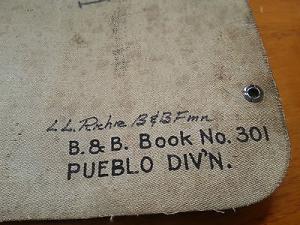 L.L. Richie B&B Fmn
B. & B. Book No. 301
PUEBLO DIV'N.